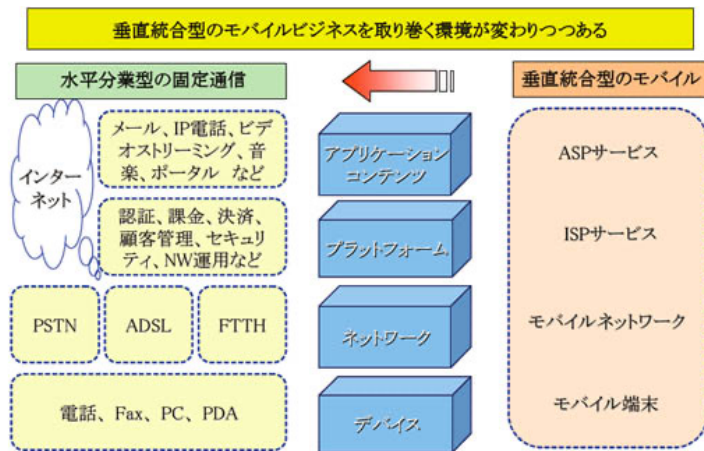 垂直統合型のモバイルビジネスを取り巻く環境が変わりつつある
水平分業型の固定通信
垂直統合型のモバイル
インター
ネット
メール、IP電話、ビデ
オストリーミング、音
楽、ポータル など
アプリケーション
コンテンツ
ASPサービス
認証、課金、決済、
顧客管理、セキュリ
ティ、NW運用など
プラットフォーム
ISPサービス
PSTN
ADSL
FTTH
ネットワーク
モバイルネットワーク
電話、Fax、PC、PDA
デバイス
モバイル端末